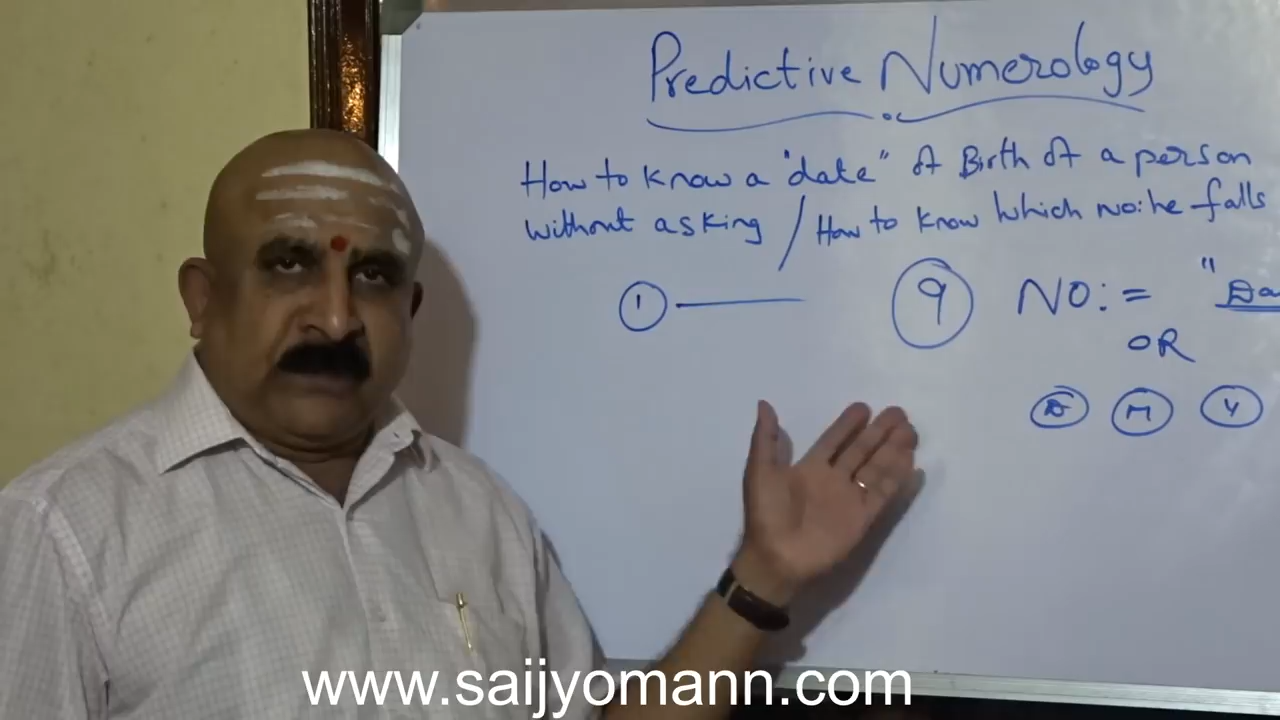 Predictive Numerology
How to know a "date" of Birth of a person
without asking / How to know which no: he falls
1 9 NO: = "Da
OR
D M Y
www.saijyomann.com